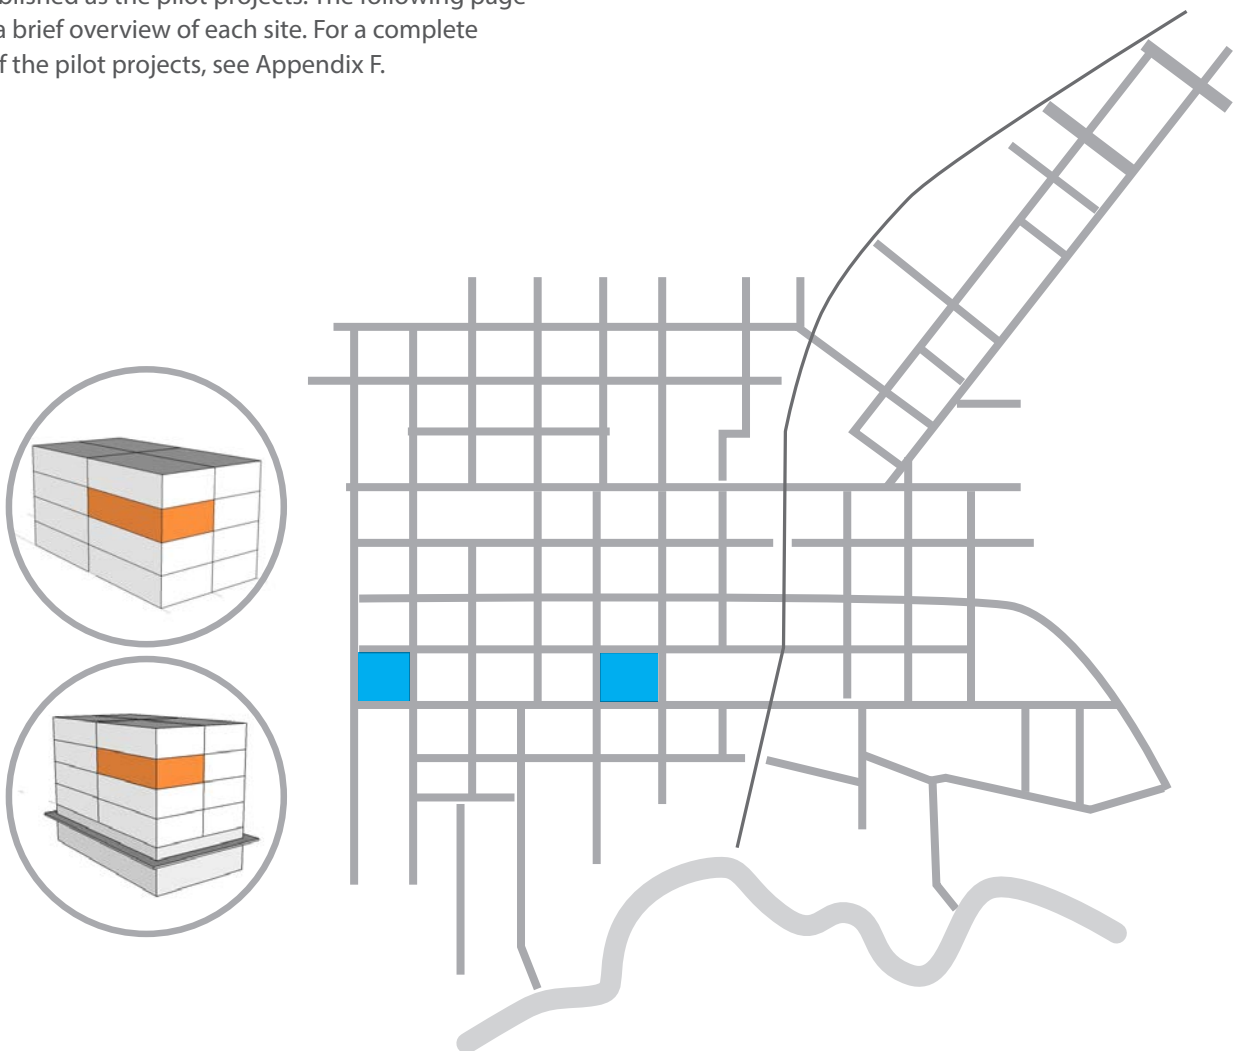 as the pilot projects. The following page
a brief overview of each site. For a complete
the pilot projects, see Appendix F.